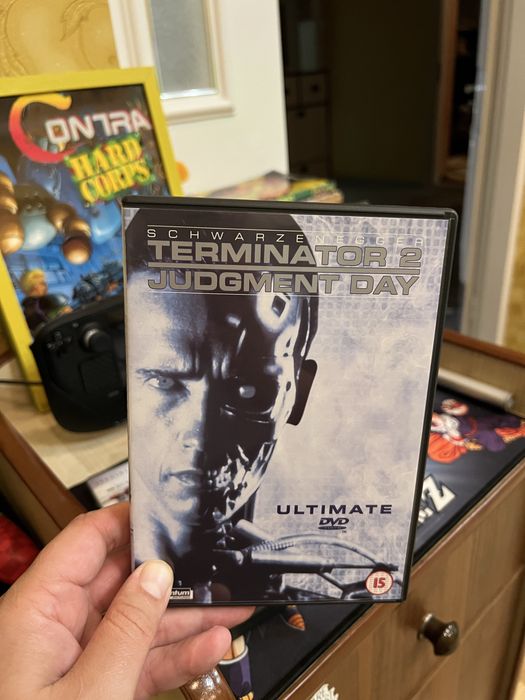 CONTRA
HARD
CORPS
SCHWARZENEGGER
TERMINATOR 2
JUDGMENT DAY
ULTIMATE
DVD
15
Z